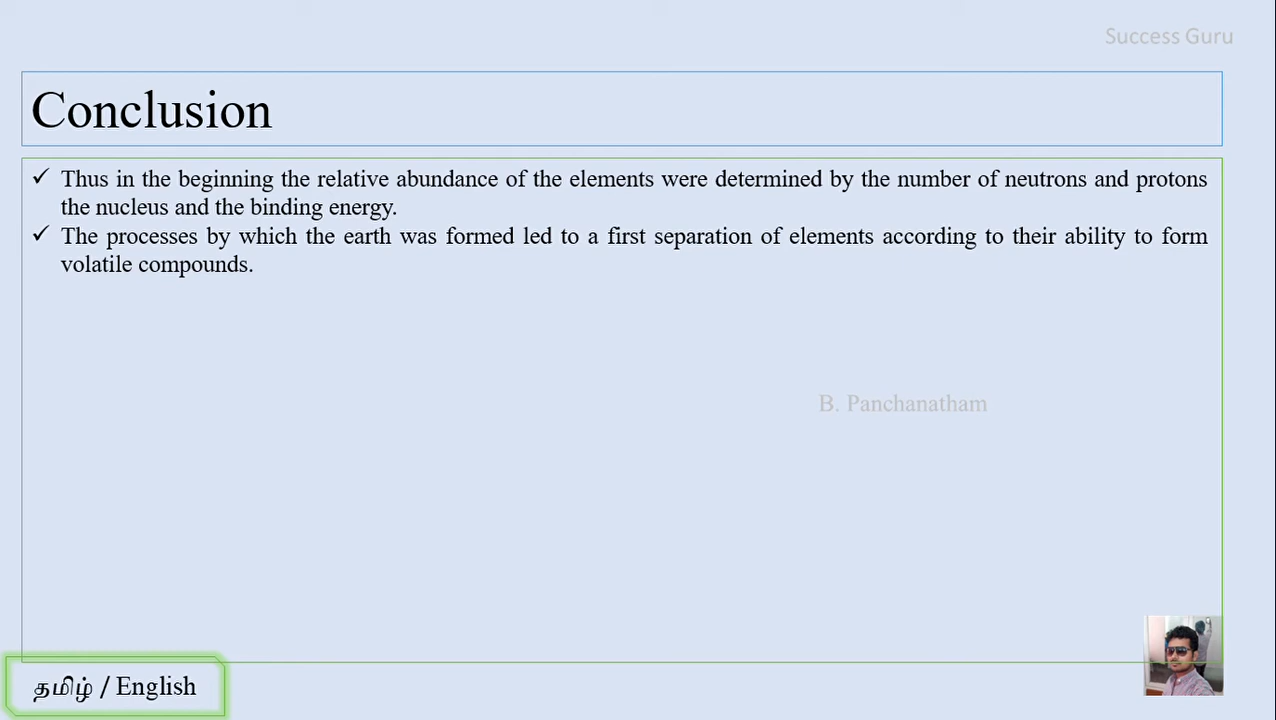 Success Guru
Conclusion
✓ Thus in the beginning the relative abundance of the elements were determined by the number of neutrons and protons
the nucleus and the binding energy.
✓ The processes by which the earth was formed led to a first separation of elements according to their ability to form
volatile compounds.
B. Panchanatham
தமிழ் / English